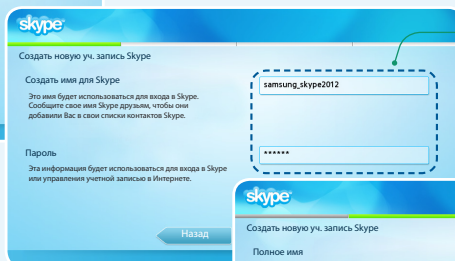 skype
Создать новую уч. запись Skype
Создать имя для Skype
Это имя будет использоваться для входа в Skype.
Сообщите свое имя Skype друзьям, чтобы они
добавили Вас в свои списки контактов Skype.
samsung_skype2012
Пароль
Эта информация будет использоваться для входа в Skype
или управления учетной записью в Интернете.
******
Назад
skype
Создать новую уч. запись Skype
Полное имя